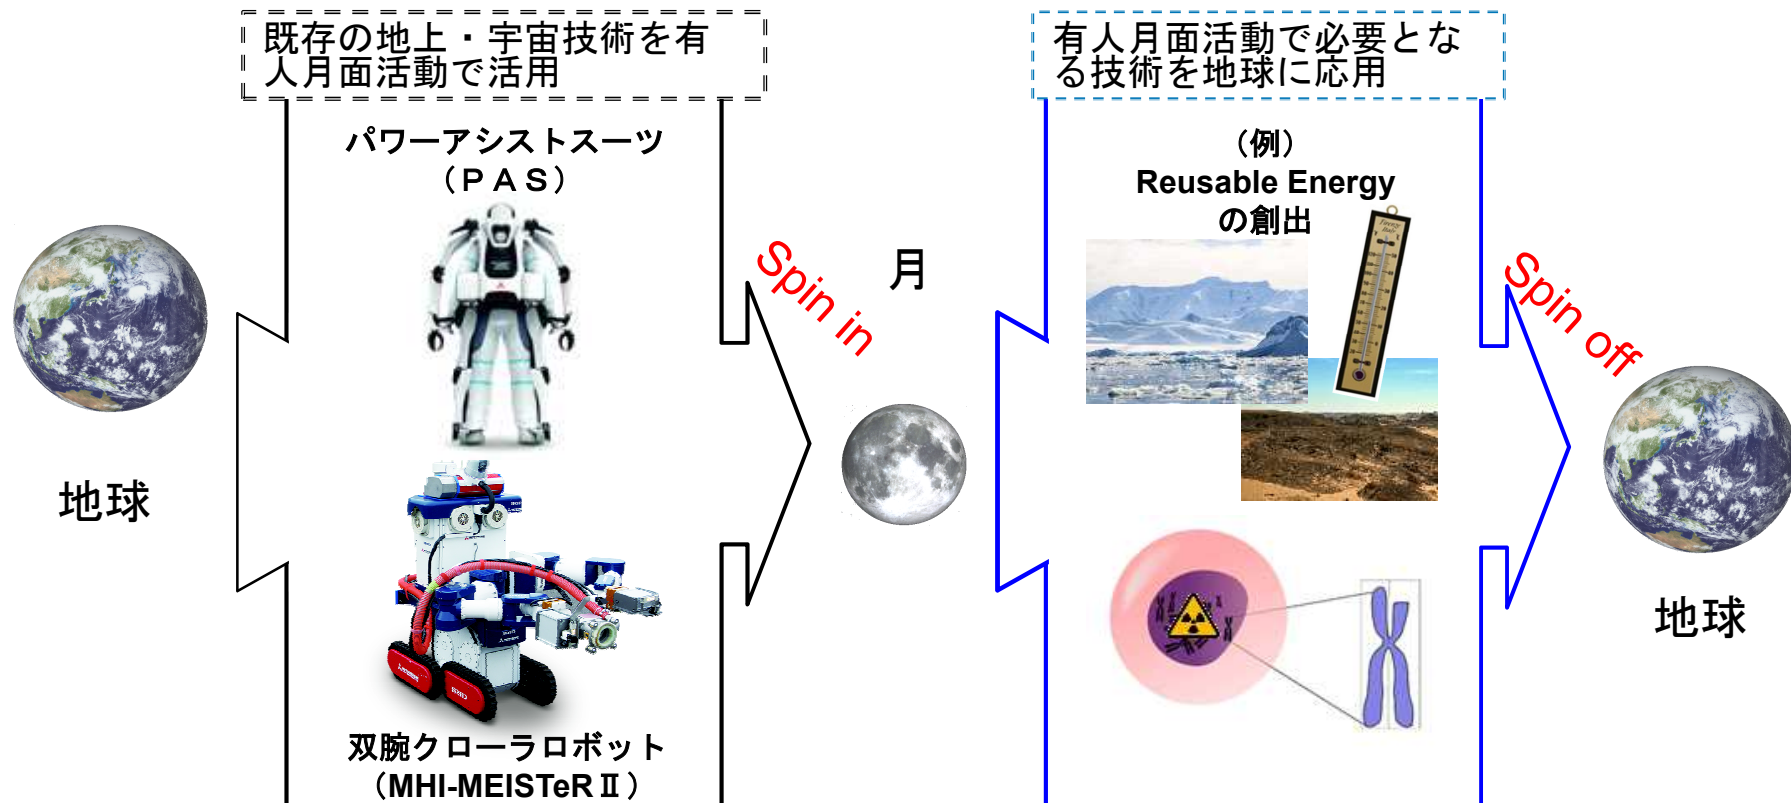 既存の地上・宇宙技術を有
人月面活動で活用
有人月面活動で必要とな
る技術を地球に応用
パワーアシストスーツ
（ＰＡＳ）
（例）
Reusable Energy
の創出
Spin in
月
Spin off
地球
地球
双腕クローラロボット
（MHI-MEISTeRⅡ）